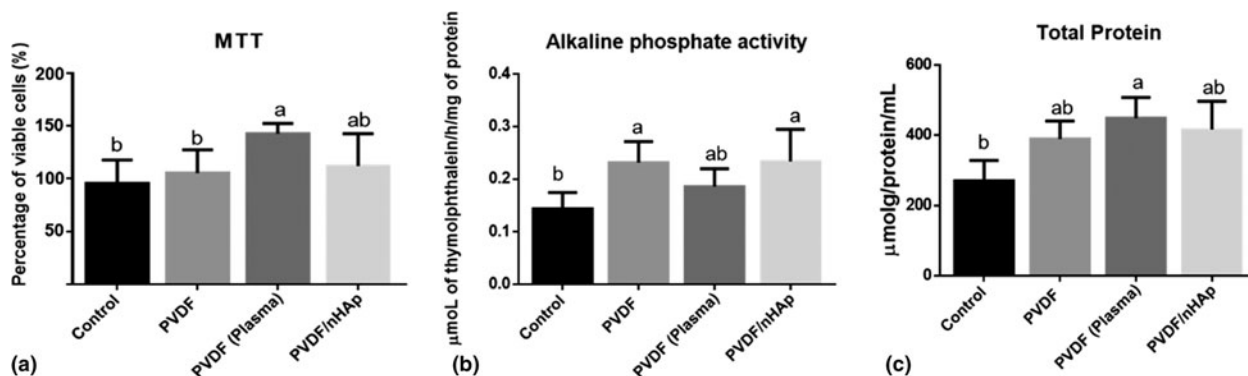 MTT
Percentage of viable cells (%)
200
150
100
50
b
b
a
ab
Control
PVDF
PVDF (Plasma)
PVDF/nHAp
(a)
Alkaline phosphate activity
μmoL of thymolphthalein/h/mg of protein
0.4
0.3
0.2
0.1
0.0
b
a
ab
a
Control
PVDF
PVDF (Plasma)
PVDF/nHAp
(b)
Total Protein
μmolg/protein/mL
600
400
200
0
b
ab
a
ab
Control
PVDF
PVDF (Plasma)
PVDF/nHAp
(c)